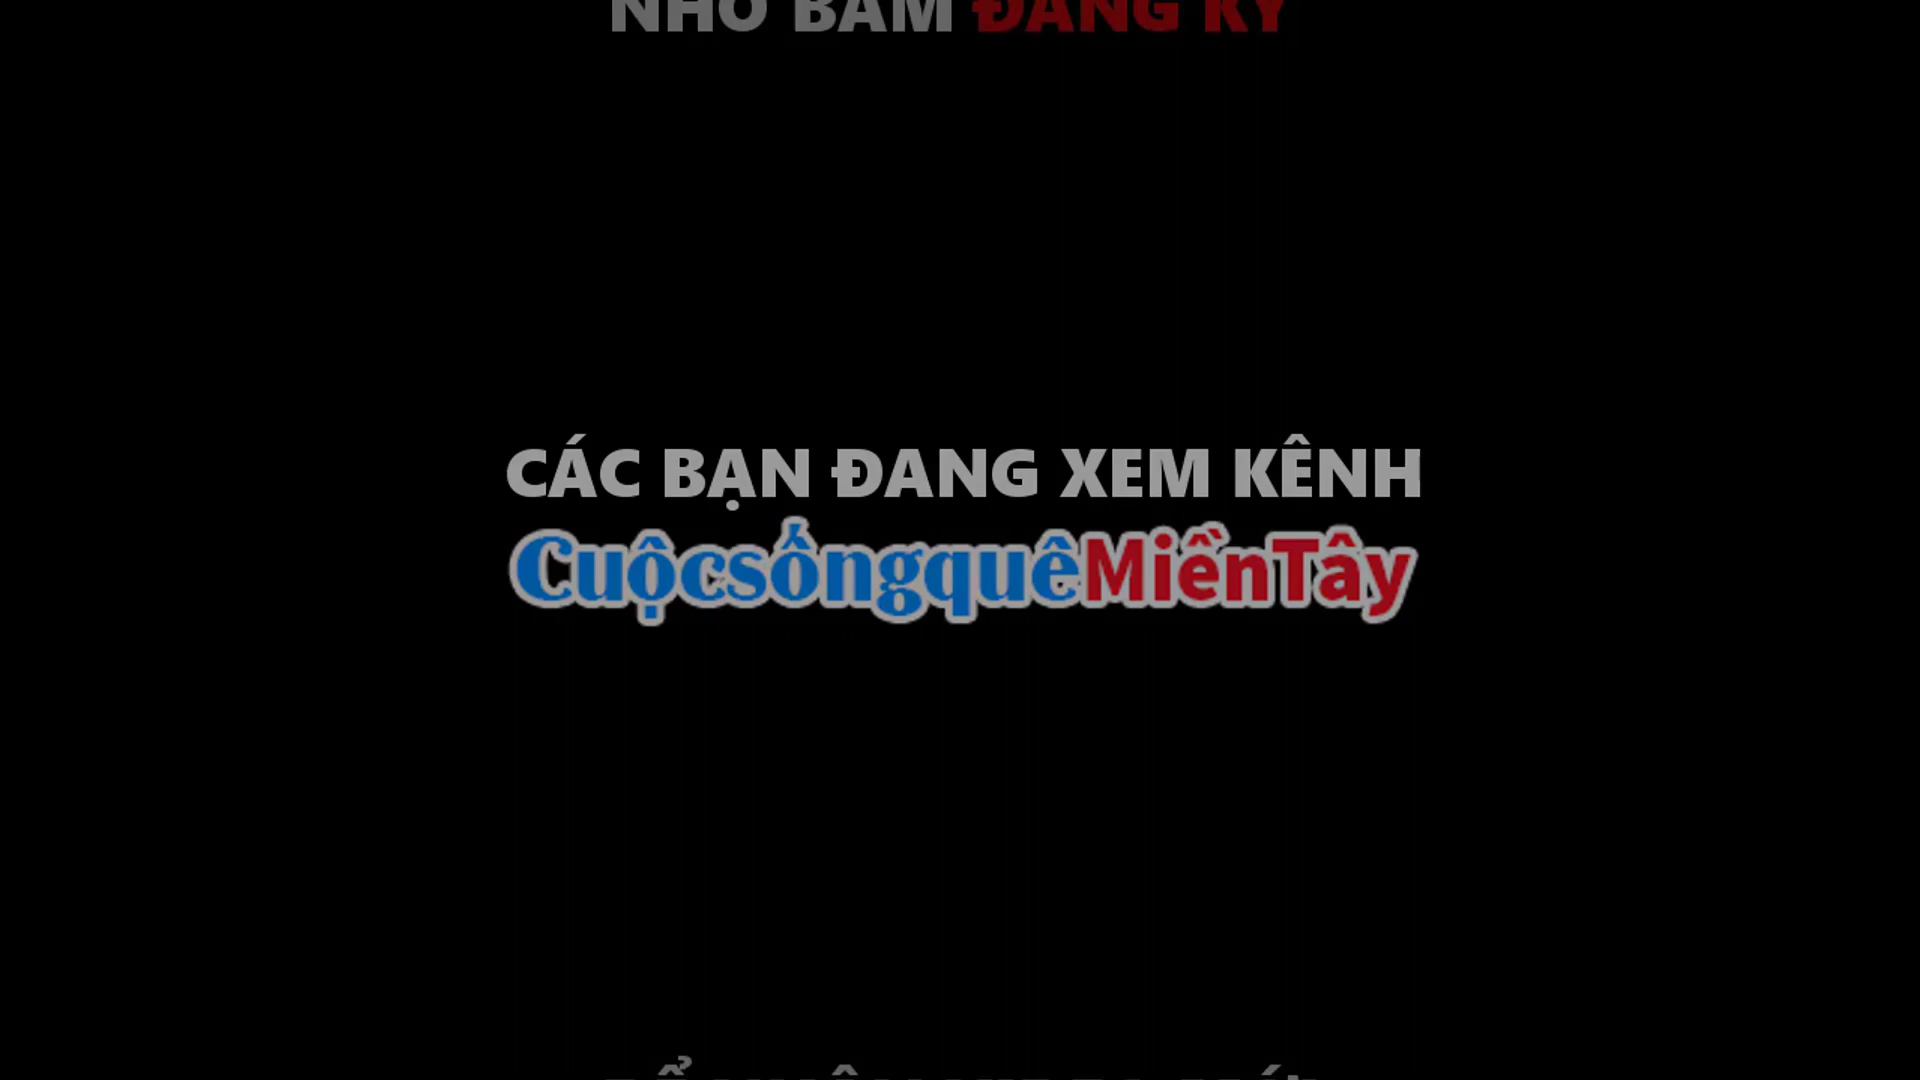 NHỚ BẤM ĐĂNG KÝ
CÁC BẠN ĐANG XEM KÊNH
CuộcsốngquêMiềnTây